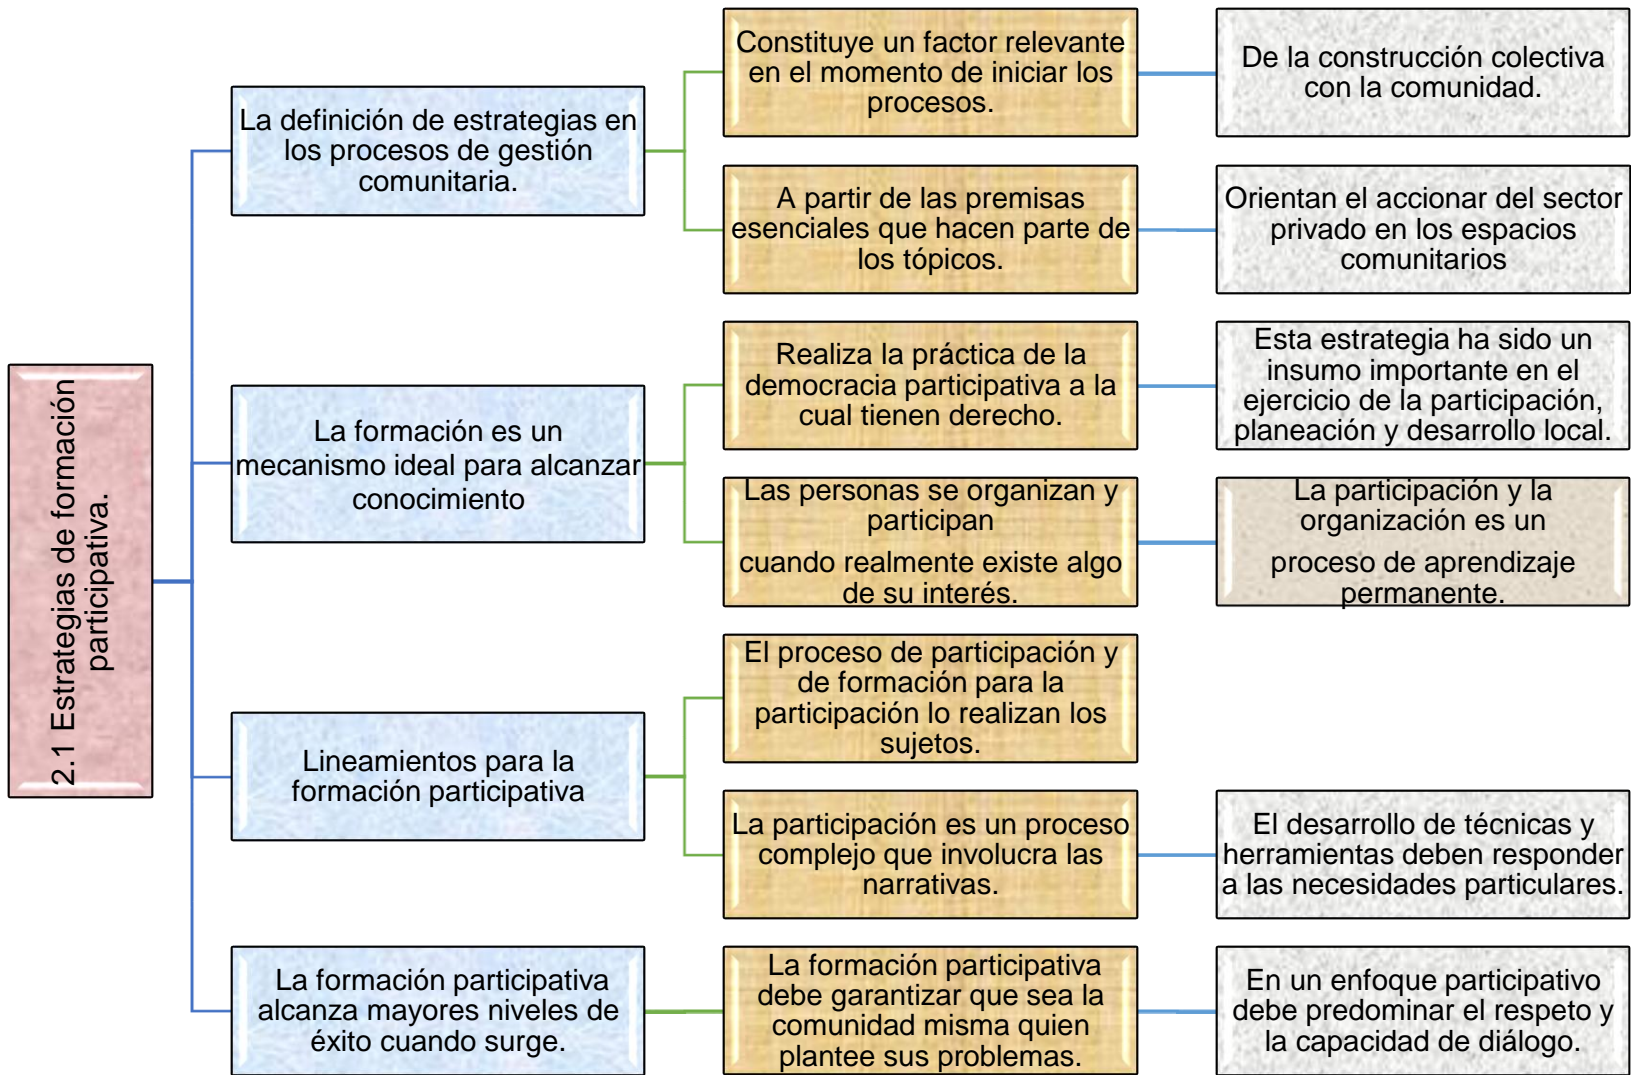 2.1 Estrategias de formación
participativa.
La definición de estrategias en
los procesos de gestión
comunitaria.
Constituye un factor relevante
en el momento de iniciar los
procesos.
De la construcción colectiva
con la comunidad.
A partir de las premisas
esenciales que hacen parte de
los tópicos.
Orientan el accionar del sector
privado en los espacios
comunitarios
La formación es un
mecanismo ideal para alcanzar
conocimiento
Realiza la práctica de la
democracia participativa a la
cual tienen derecho.
Esta estrategia ha sido un
insumo importante en el
ejercicio de la participación,
planeación y desarrollo local.
Las personas se organizan y
participan
cuando realmente existe algo
de su interés.
La participación y la
organización es un
proceso de aprendizaje
permanente.
Lineamientos para la
formación participativa
El proceso de participación y
de formación para la
participación lo realizan los
sujetos.
La participación es un proceso
complejo que involucra las
narrativas.
El desarrollo de técnicas y
herramientas deben responder
a las necesidades particulares.
La formación participativa
alcanza mayores niveles de
éxito cuando surge.
La formación participativa
debe garantizar que sea la
comunidad misma quien
plantee sus problemas.
En un enfoque participativo
debe predominar el respeto y
la capacidad de diálogo.